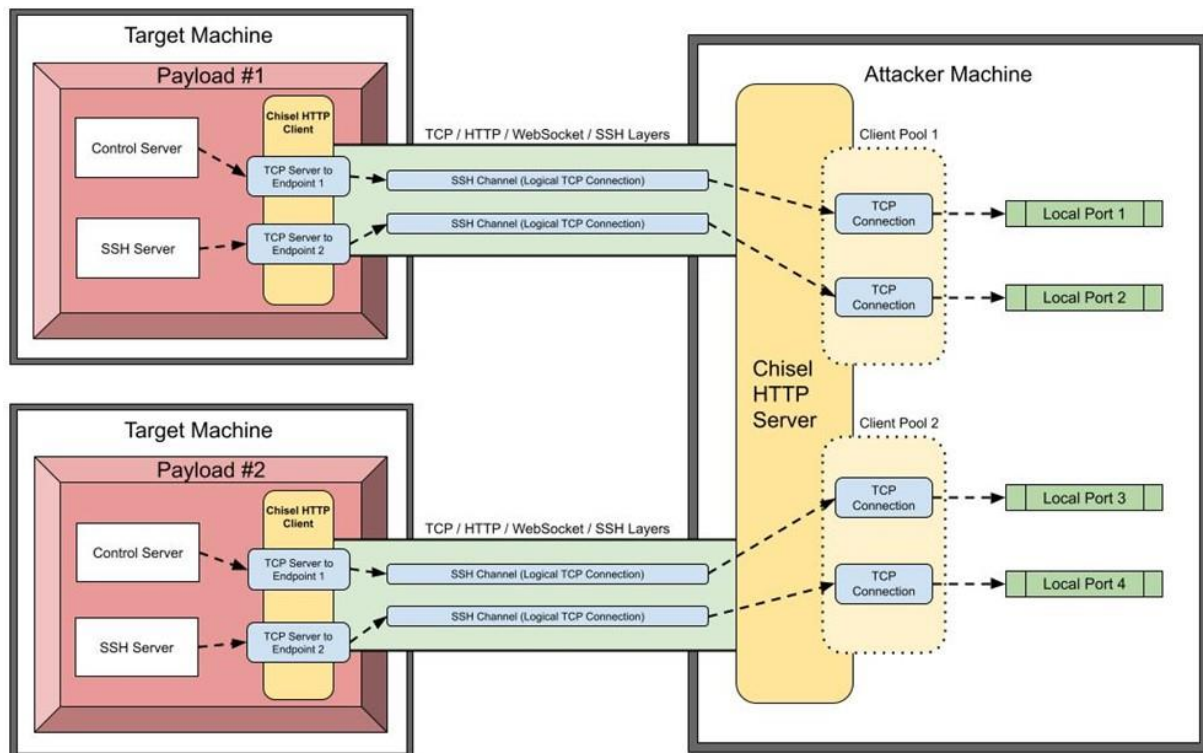 Target Machine
Payload #1
Chisel HTTP
Client
Control Server
TCP Server to
Endpoint 1
SSH Server
TCP Server to
Endpoint 2
TCP / HTTP / WebSocket / SSH Layers
SSH Channel (Logical TCP Connection)
SSH Channel (Logical TCP Connection)
Target Machine
Payload #2
Chisel HTTP
Client
Control Server
TCP Server to
Endpoint 1
SSH Server
TCP Server to
Endpoint 2
TCP / HTTP / WebSocket / SSH Layers
SSH Channel (Logical TCP Connection)
SSH Channel (Logical TCP Connection)
Attacker Machine
Chisel
HTTP
Server
Client Pool 1
TCP
Connection
Local Port 1
TCP
Connection
Local Port 2
Client Pool 2
TCP
Connection
Local Port 3
TCP
Connection
Local Port 4